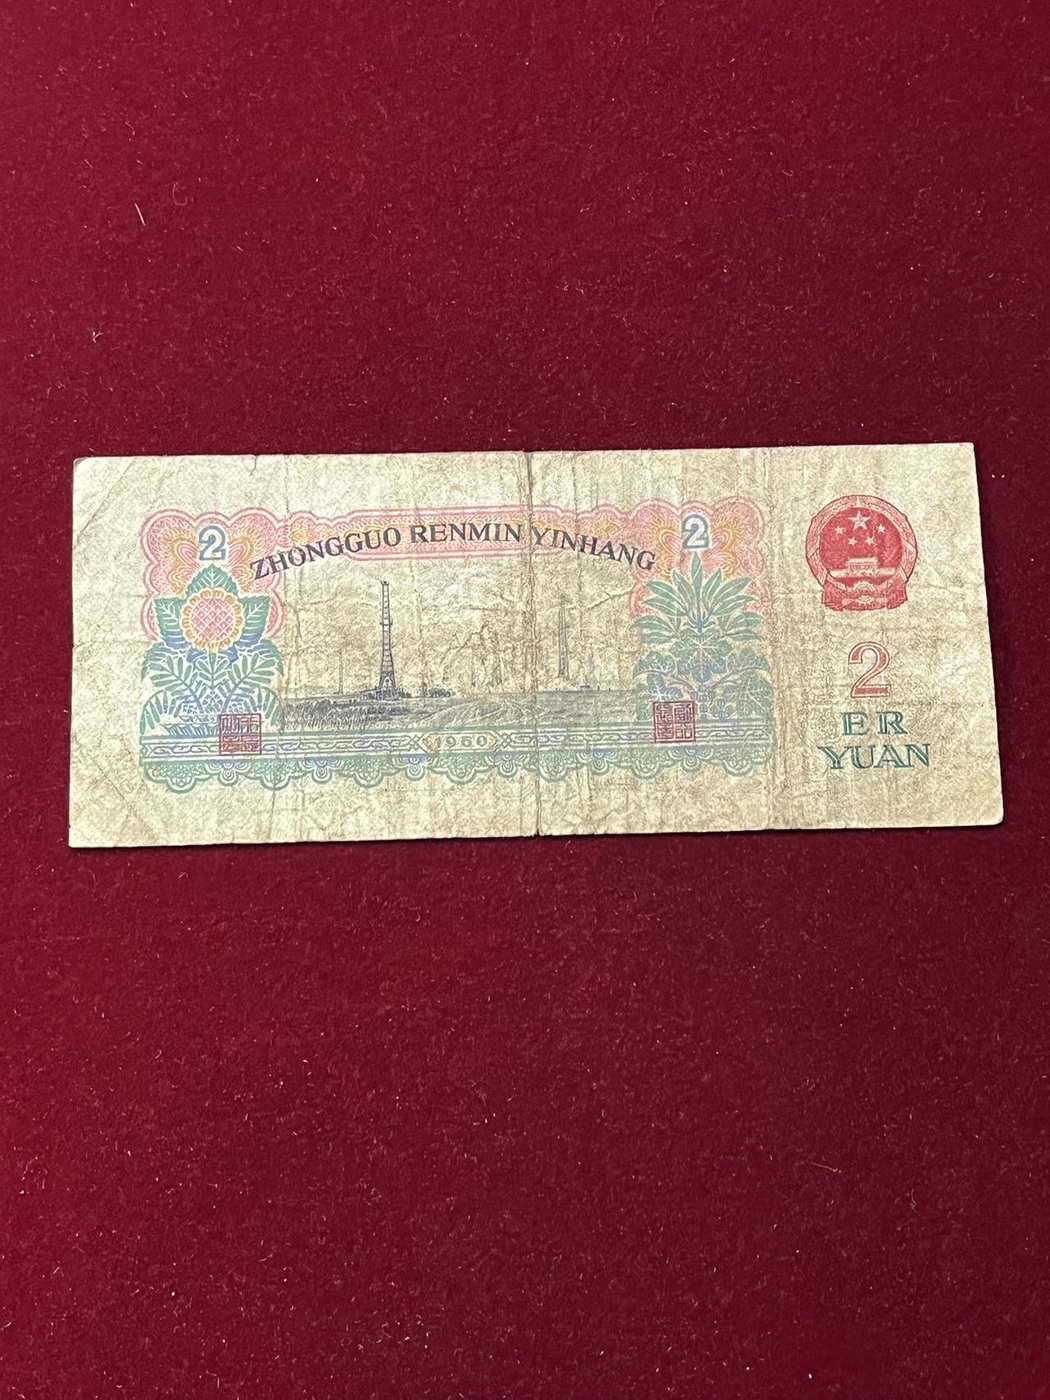 2
ZHONGGUO RENMIN YINHANG
2
1960
2
ER
YUAN